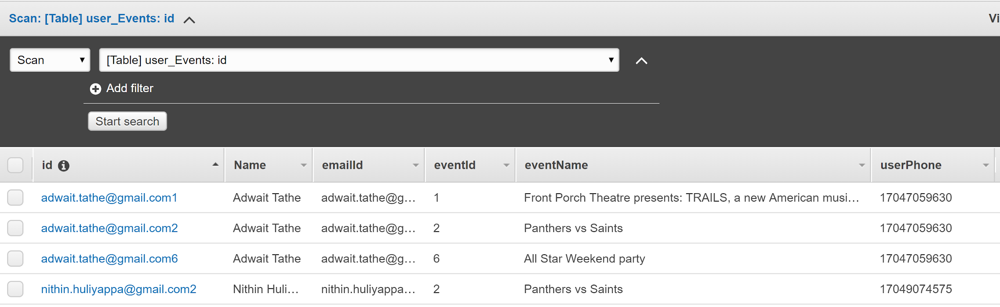 Scan: [Table] user_Events: id Vi
Scan [Table] user_Events: id
Add filter
Start search
id Name emailId eventId eventName userPhone
adwait.tathe@gmail.com1 Adwait Tathe adwait.tathe@g... 1 Front Porch Theatre presents: TRAILS, a new American musi... 17047059630
adwait.tathe@gmail.com2 Adwait Tathe adwait.tathe@g... 2 Panthers vs Saints 17047059630
adwait.tathe@gmail.com6 Adwait Tathe adwait.tathe@g... 6 All Star Weekend party 17047059630
nithin.huliyappa@gmail.com2 Nithin Huli... nithin.huliyappa... 2 Panthers vs Saints 17049074575